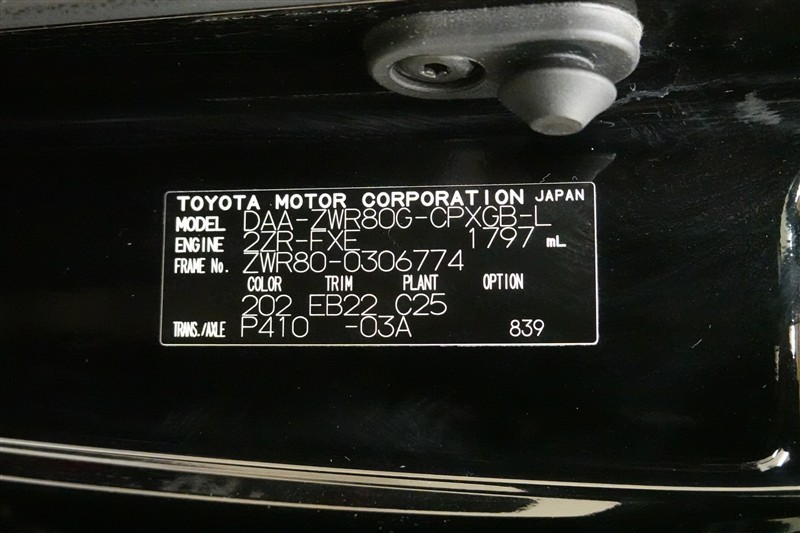 TOYOTA MOTOR CORPORATION JAPAN
MODEL DAA-ZWR80G-CPXGB-L
ENGINE 2ZR-FXE 1797 mL
FRAME No. ZWR80-0306774
COLOR TRIM PLANT OPTION
202 EB22 C25
TRANS./AXLE P410 -03A 839